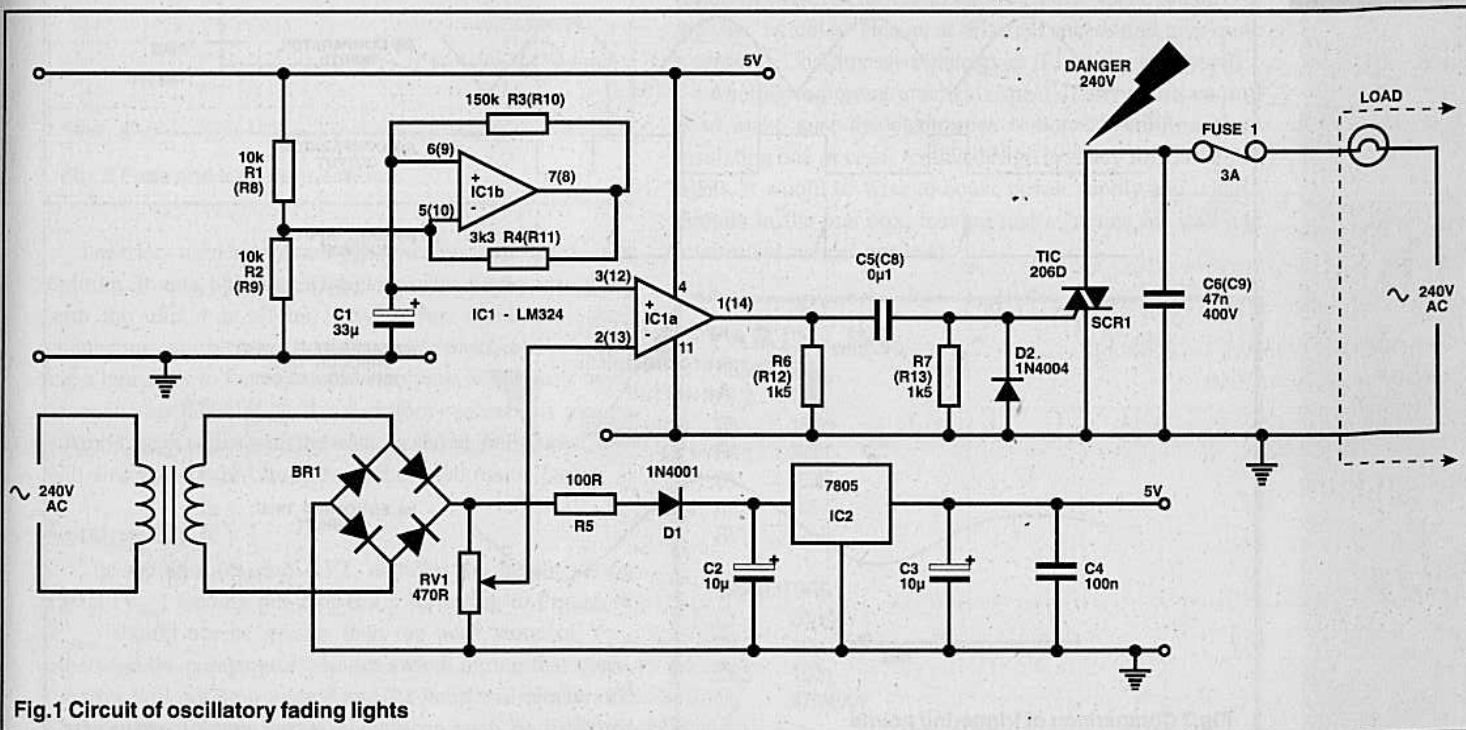 5V
DANGER
240V
LOAD
150k R3(R10)
FUSE 1
3A
10k
R1
(R8)
6(9)
+
IC1b
-
7(8)
5(10)
3k3 R4(R11)
10k
R2
(R9)
C5(C8)
0µ1
TIC
206D
C6(C9)
47n
400V
∿ 240V
AC
3(12)
4
+
IC1a
-
1(14)
SCR1
C1
33µ
+
IC1 - LM324
2(13)
11
R6
(R12)
1k5
R7
(R13)
1k5
D2.
1N4004
∿ 240V
AC
BR1
100R
R5
1N4001
D1
7805
IC2
5V
RV1
470R
C2
10µ
+
C3
10µ
+
C4
100n
Fig.1 Circuit of oscillatory fading lights